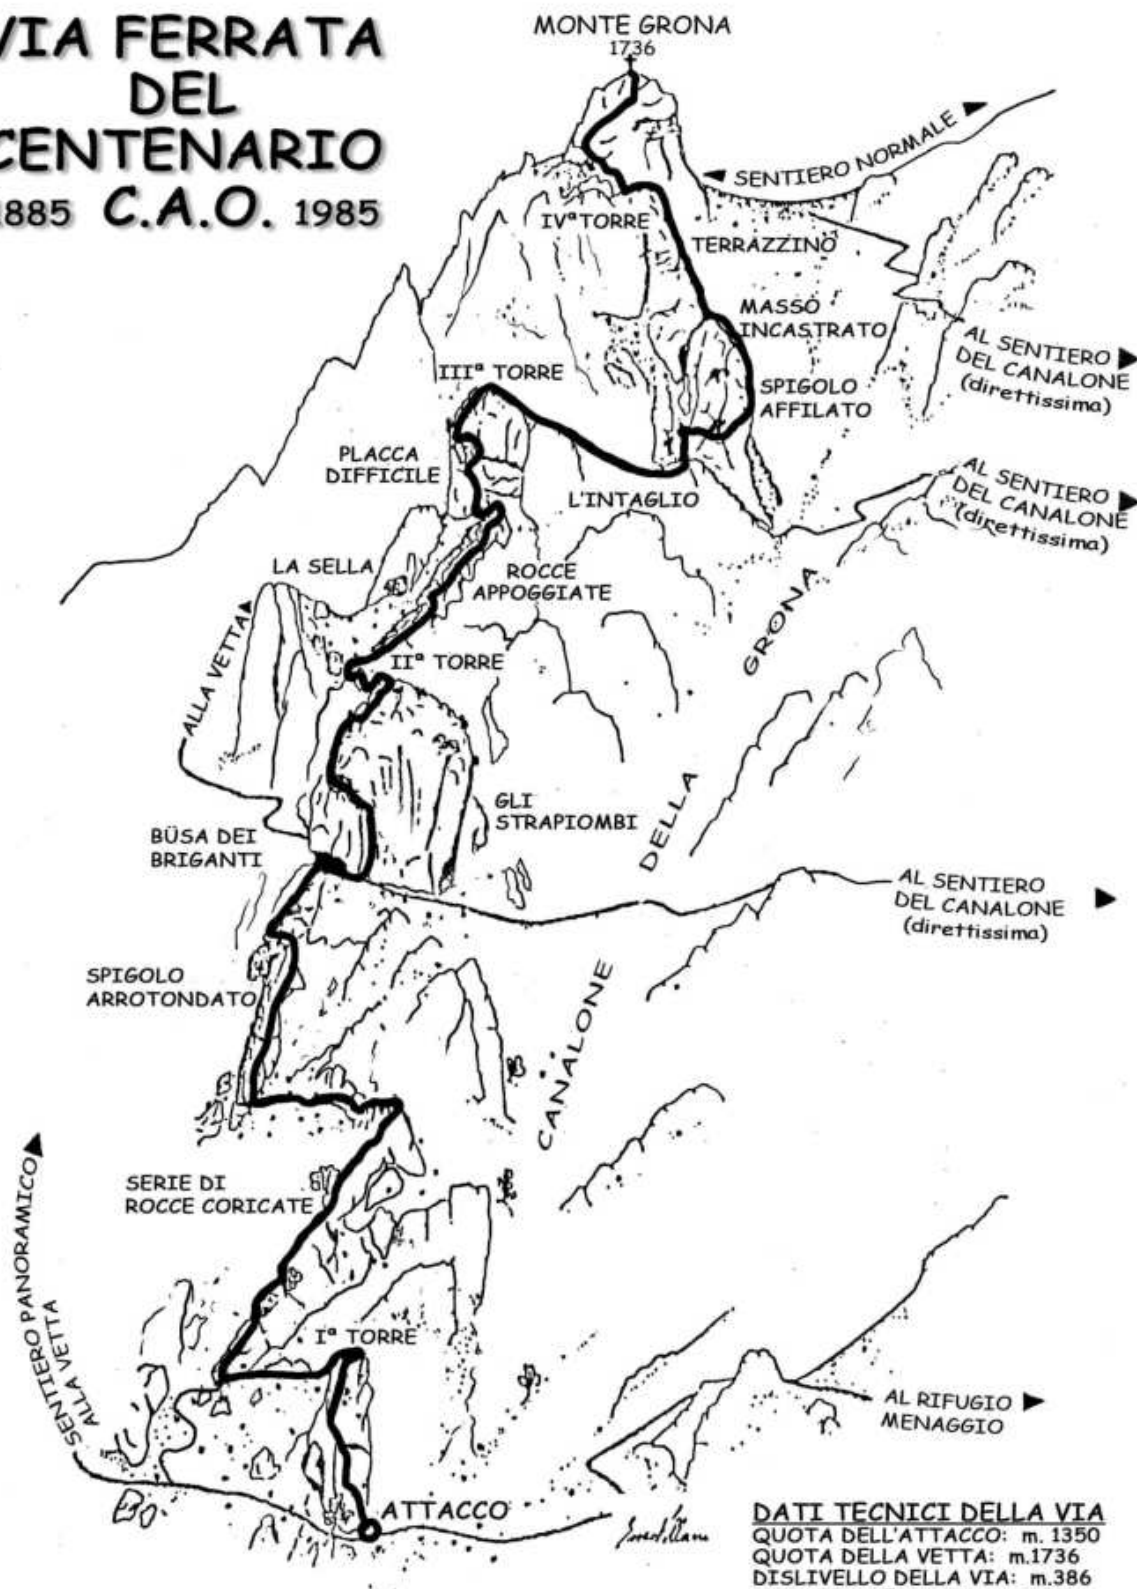 VIA FERRATA
DEL
CENTENARIO
1885 C.A.O. 1985
MONTE GRONA
1736
◄ SENTIERO NORMALE ►
IVª TORRE
TERRAZZINO
MASSO
INCASTRATO
AL SENTIERO
DEL CANALONE
(direttissima)
IIIª TORRE
SPIGOLO
AFFILATO
PLACCA
DIFFICILE
L'INTAGLIO
AL SENTIERO
DEL CANALONE
(direttissima)
LA SELLA
ROCCE
APPOGGIATE
ALLA VETTA
IIª TORRE
GLI
STRAPIOMBI
BÜSA DEI
BRIGANTI
AL SENTIERO
DEL CANALONE
(direttissima)
SPIGOLO
ARROTONDATO
CANALONE DELLA GRONA
SERIE DI
ROCCE CORICATE
SENTIERO PANORAMICO
ALLA VETTA
Iª TORRE
AL RIFUGIO
MENAGGIO
ATTACCO
DATI TECNICI DELLA VIA
QUOTA DELL'ATTACCO: m. 1350
QUOTA DELLA VETTA: m.1736
DISLIVELLO DELLA VIA: m.386